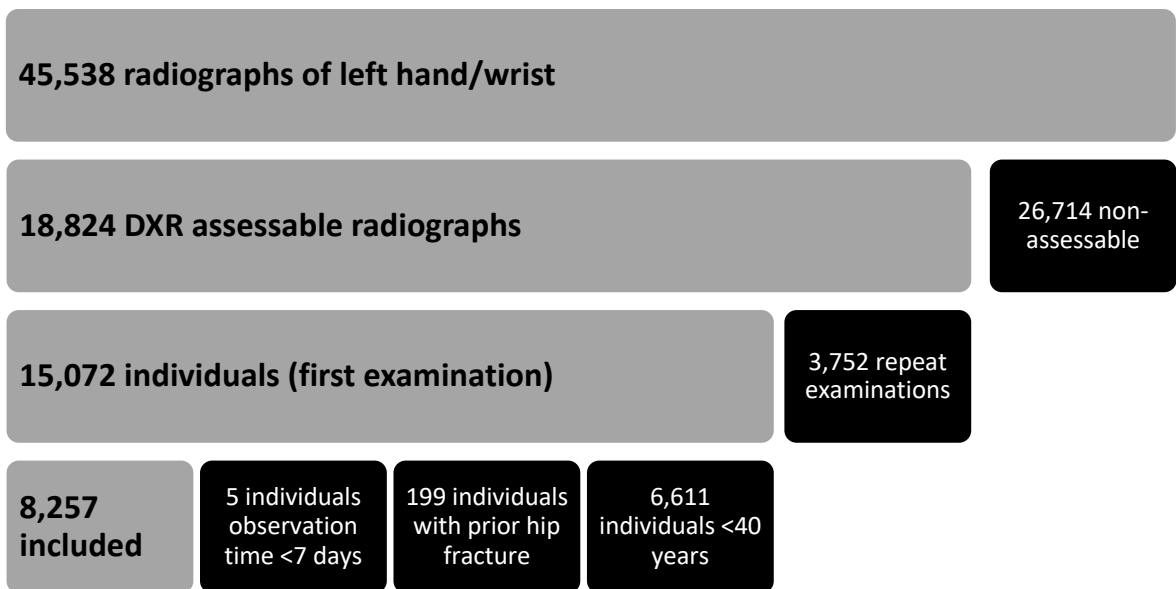 45,538 radiographs of left hand/wrist
18,824 DXR assessable radiographs
26,714 non-
assessable
15,072 individuals (first examination)
3,752 repeat
examinations
8,257
included
5 individuals
observation
time <7 days
199 individuals
with prior hip
fracture
6,611
individuals <40
years